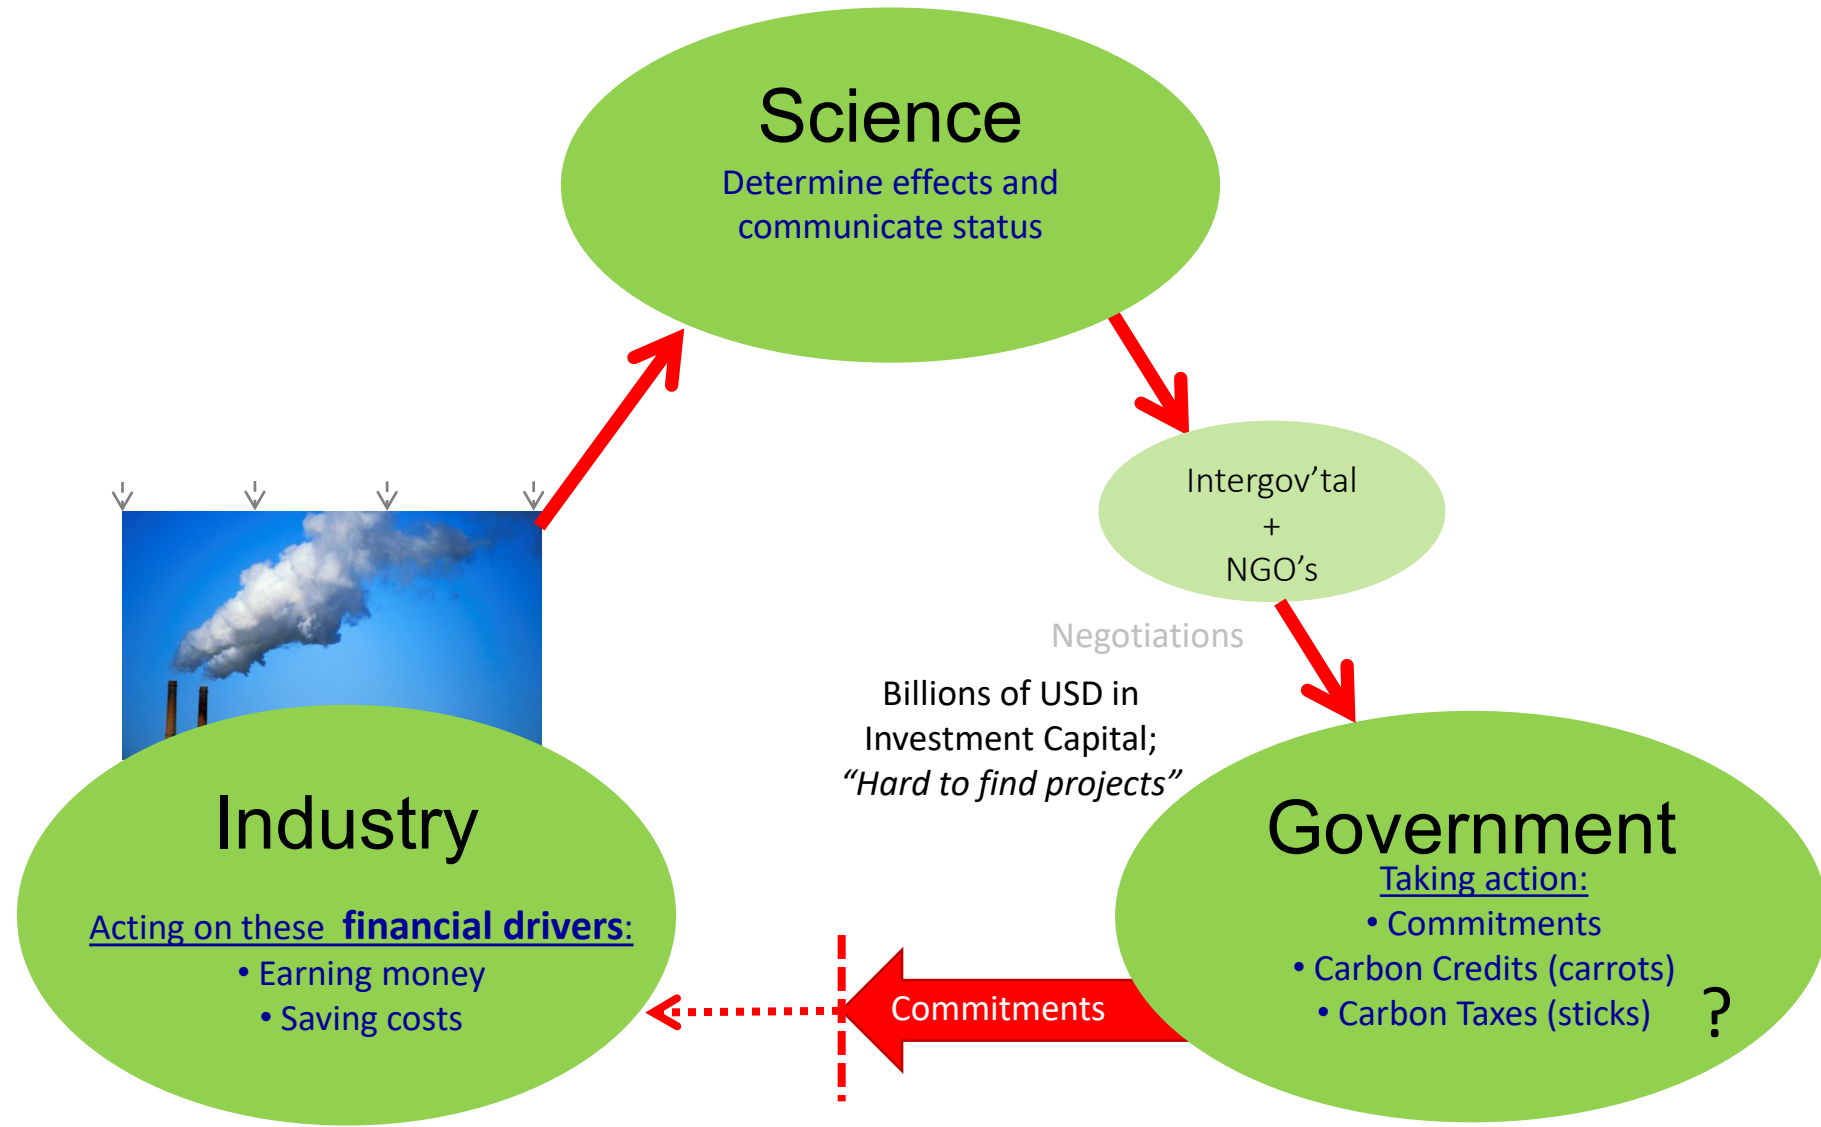 Science
Determine effects and
communicate status
Intergov’tal
+
NGO’s
Negotiations
Billions of USD in
Investment Capital;
“Hard to find projects”
Industry
Acting on these financial drivers:
• Earning money
• Saving costs
Government
Taking action:
• Commitments
• Carbon Credits (carrots)
• Carbon Taxes (sticks) ?
Commitments